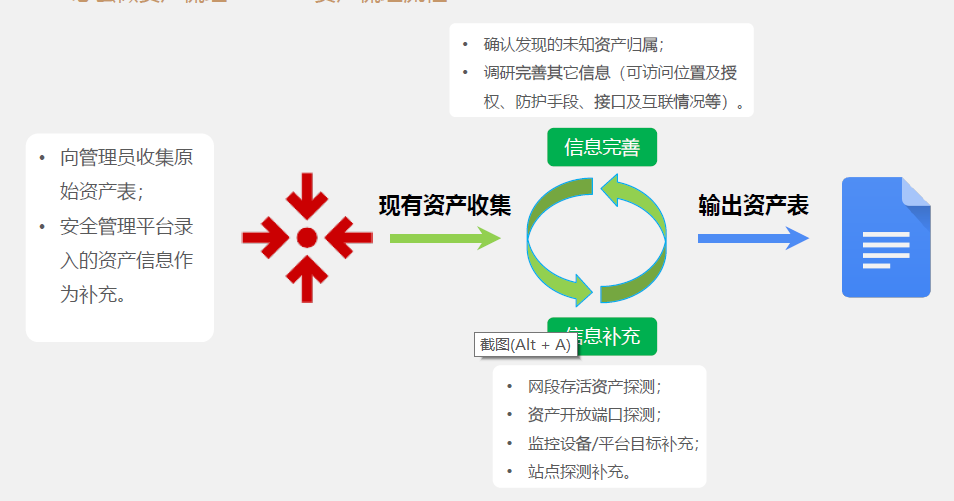 • 确认发现的未知资产归属；
• 调研完善其它信息（可访问位置及授
权、防护手段、接口及互联情况等）。
信息完善
• 向管理员收集原
始资产表；
• 安全管理平台录
入的资产信息作
为补充。
现有资产收集
输出资产表
信息补充
截图(Alt + A)
• 网段存活资产探测；
• 资产开放端口探测；
• 监控设备/平台目标补充；
• 站点探测补充。